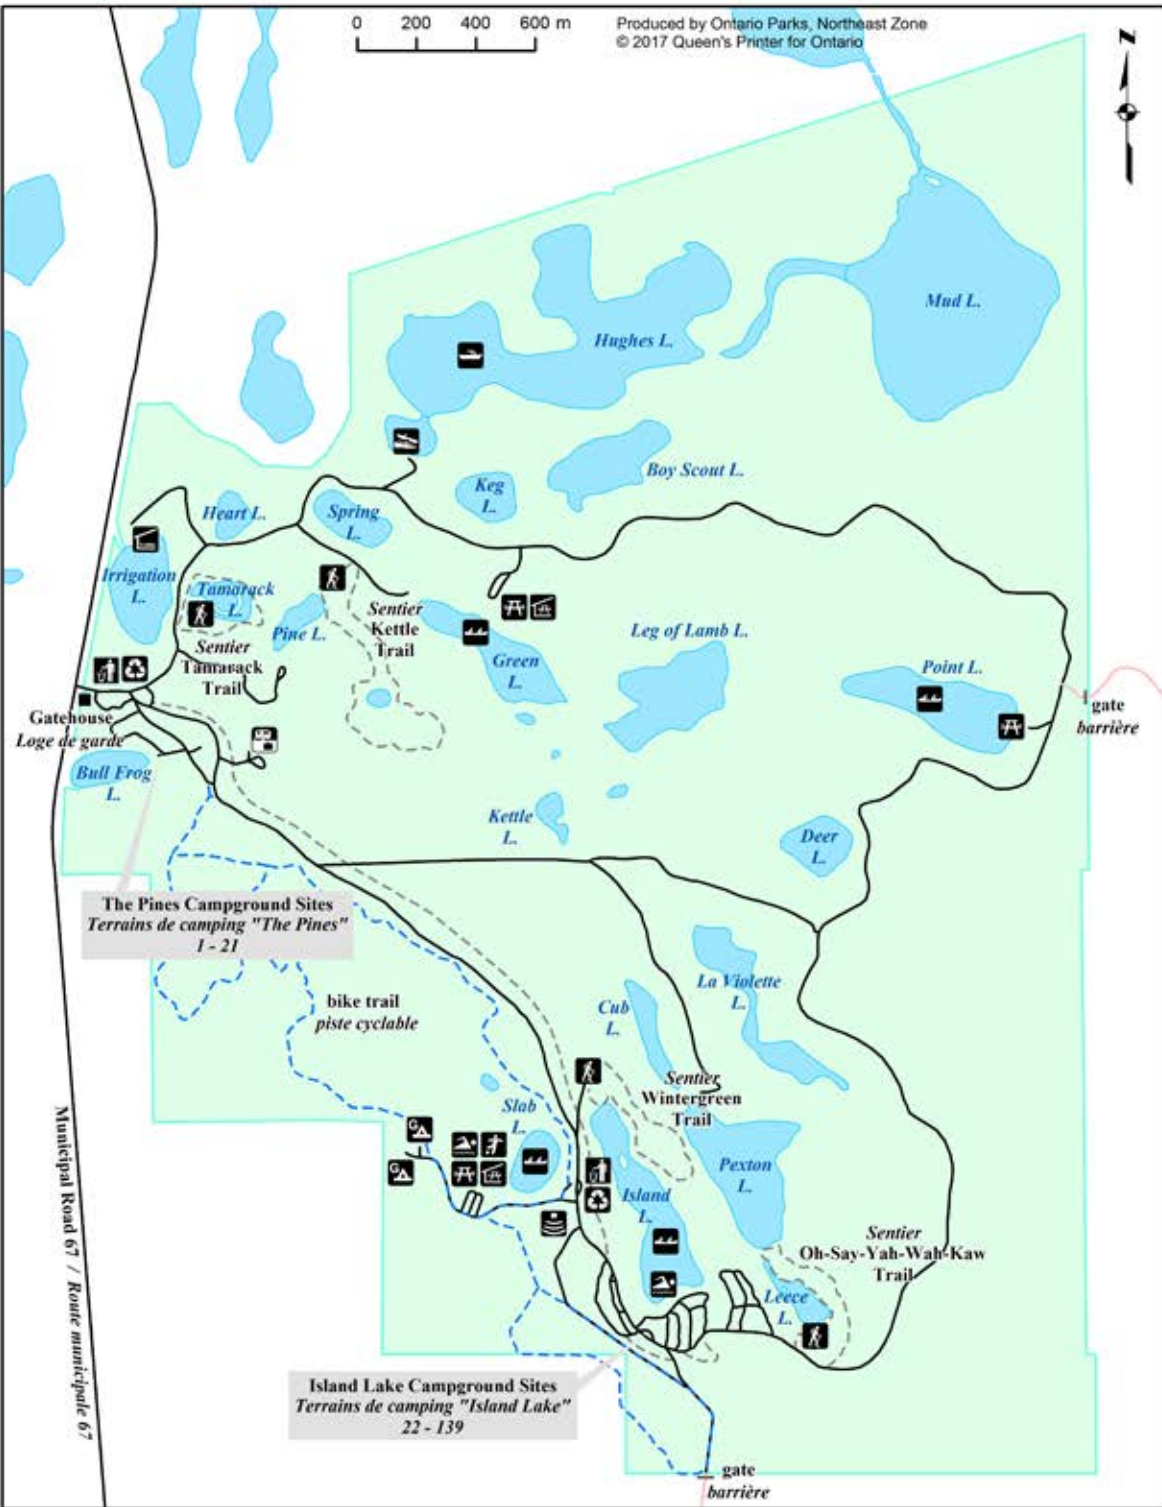 0 200 400 600 m
Produced by Ontario Parks, Northeast Zone
© 2017 Queen's Printer for Ontario
N
Mud L.
Hughes L.
Boy Scout L.
Keg
L.
Heart L.
Spring
L.
Irrigation
L.
Tamarack
L.
Pine L.
Sentier
Kettle
Trail
Sentier
Tamarack
Trail
Green
L.
Leg of Lamb L.
Point L.
gate
barrière
Gatehouse
Loge de garde
Bull Frog
L.
Kettle
L.
Deer
L.
The Pines Campground Sites
Terrains de camping "The Pines"
1 - 21
bike trail
piste cyclable
La Violette
L.
Cub
L.
Sentier
Wintergreen
Trail
Slab
L.
G
G
Pexton
L.
Island
L.
Sentier
Oh-Say-Yah-Wah-Kaw
Trail
Leece
L.
Municipal Road 67 / Route municipale 67
Island Lake Campground Sites
Terrains de camping "Island Lake"
22 - 139
gate
barrière